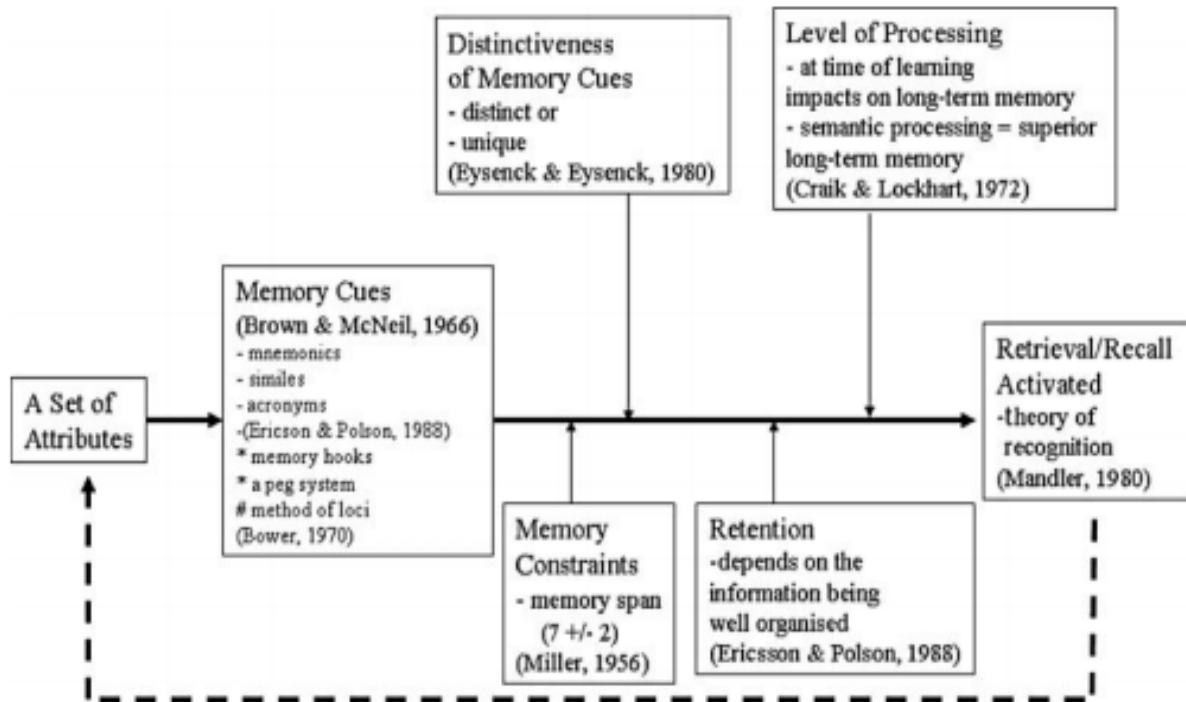 Distinctiveness
of Memory Cues
- distinct or
- unique
(Eysenck & Eysenck, 1980)
Level of Processing
- at time of learning
impacts on long-term memory
- semantic processing = superior
long-term memory
(Craik & Lockhart, 1972)
A Set of
Attributes
Memory Cues
(Brown & McNeil, 1966)
- mnemonics
- similes
- acronyms
-(Ericson & Polson, 1988)
* memory hooks
* a peg system
# method of loci
(Bower, 1970)
Retrieval/Recall
Activated
-theory of
recognition
(Mandler, 1980)
Memory
Constraints
- memory span
(7 +/- 2)
(Miller, 1956)
Retention
-depends on the
information being
well organised
(Ericsson & Polson, 1988)